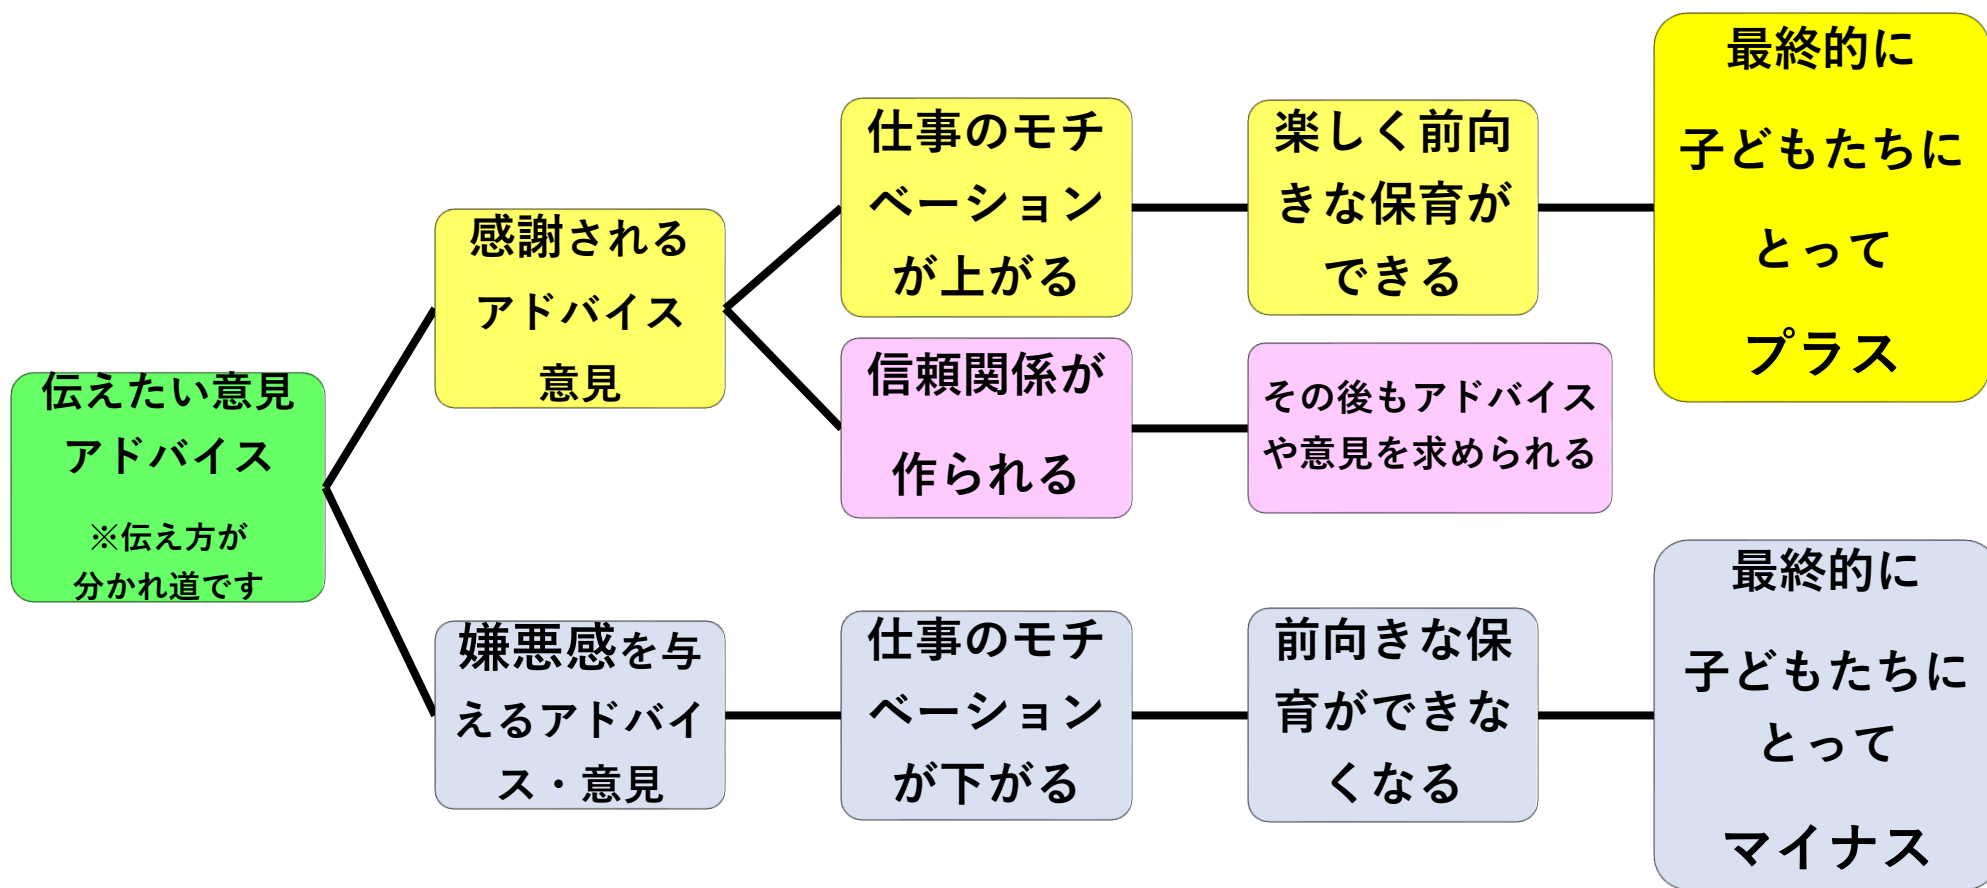 伝えたい意見
アドバイス
※伝え方が
分かれ道です
感謝される
アドバイス
意見
仕事のモチ
ベーション
が上がる
楽しく前向
きな保育が
できる
最終的に
子どもたちに
とって
プラス
信頼関係が
作られる
その後もアドバイス
や意見を求められる
嫌悪感を与
えるアドバイ
ス・意見
仕事のモチ
ベーション
が下がる
前向きな保
育ができな
くなる
最終的に
子どもたちに
とって
マイナス